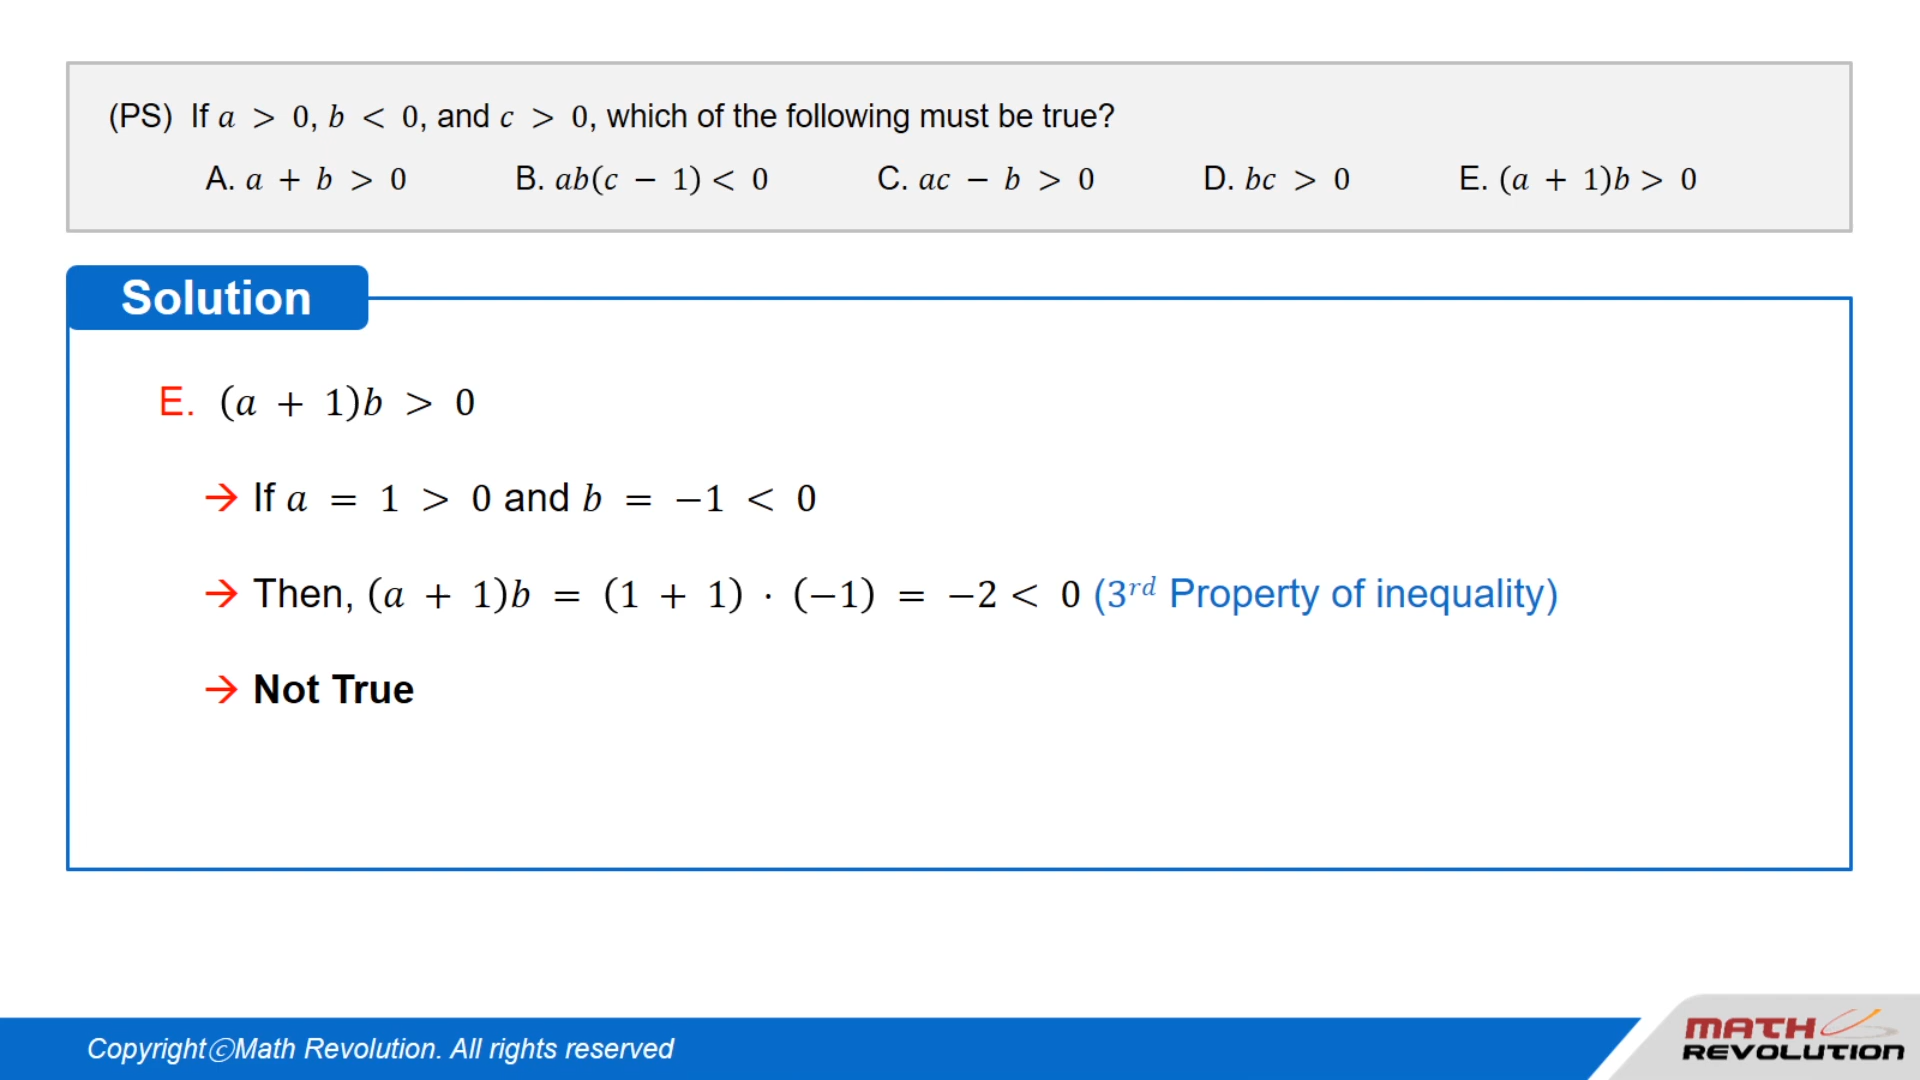 (PS) If a > 0, b < 0, and c > 0, which of the following must be true?
A. a + b > 0 B. ab(c − 1) < 0 C. ac − b > 0 D. bc > 0 E. (a + 1)b > 0
Solution
E. (a + 1)b > 0
→ If a = 1 > 0 and b = −1 < 0
→ Then, (a + 1)b = (1 + 1) · (−1) = −2 < 0 (3rd Property of inequality)
→ Not True
CopyrightⓒMath Revolution. All rights reserved
MATH
REVOLUTION